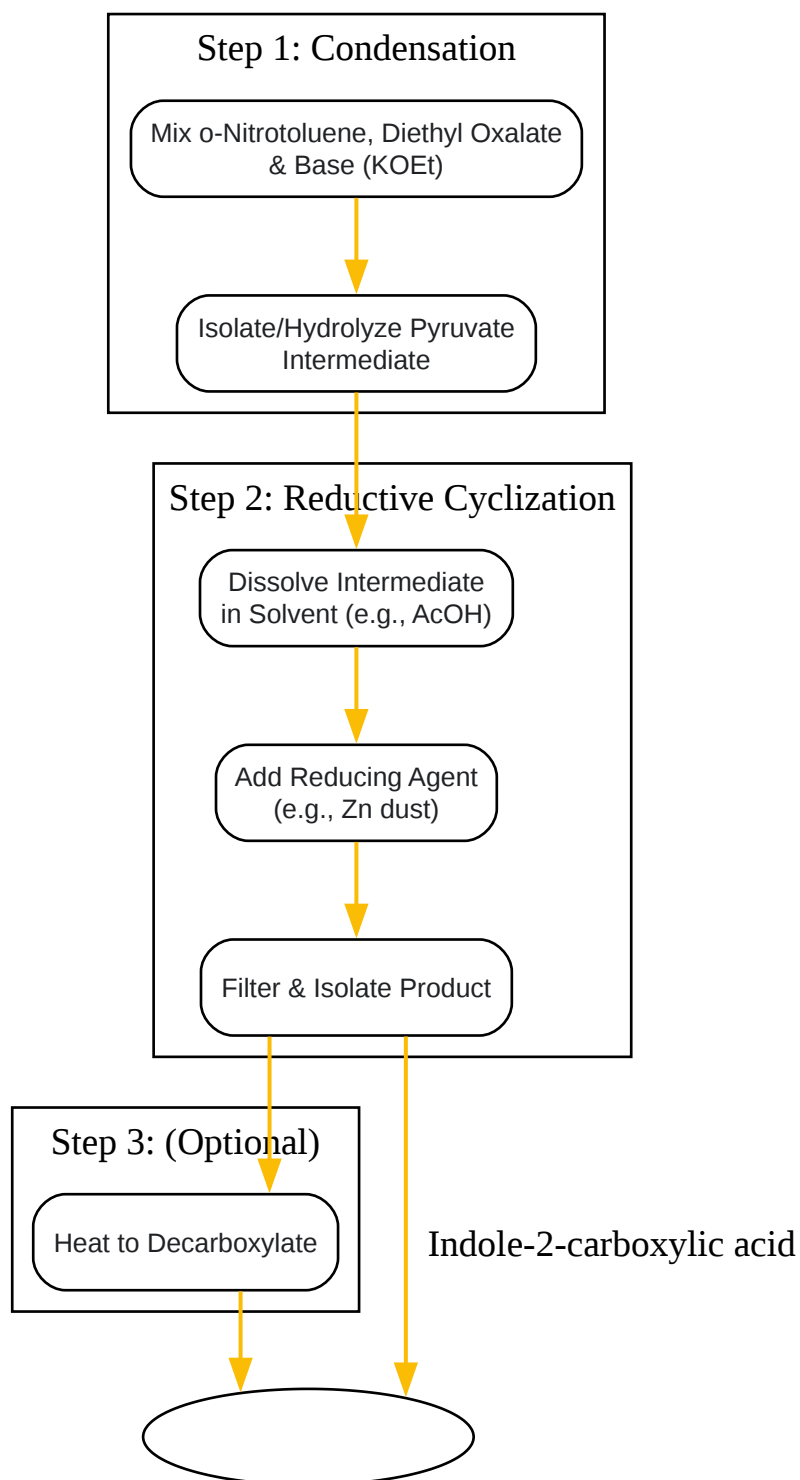 Step 1: Condensation
Mix o-Nitrotoluene, Diethyl Oxalate
& Base (KOEt)
Isolate/Hydrolyze Pyruvate
Intermediate
Step 2: Reductive Cyclization
Dissolve Intermediate
in Solvent (e.g., AcOH)
Add Reducing Agent
(e.g., Zn dust)
Filter & Isolate Product
Step 3: (Optional)
Heat to Decarboxylate
Indole-2-carboxylic acid